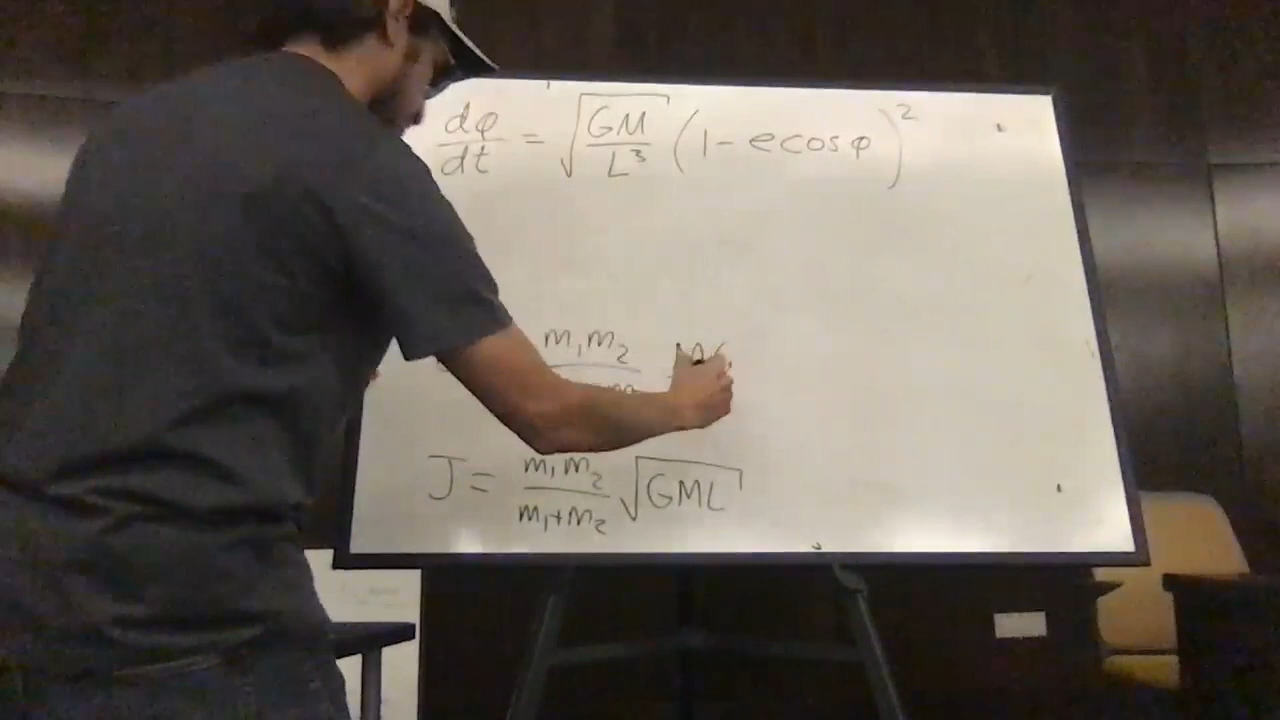 dφ/dt = √(GM/L³) (1 - e cos φ)²
m₁m₂
J = m₁m₂/(m₁+m₂) √(GML)